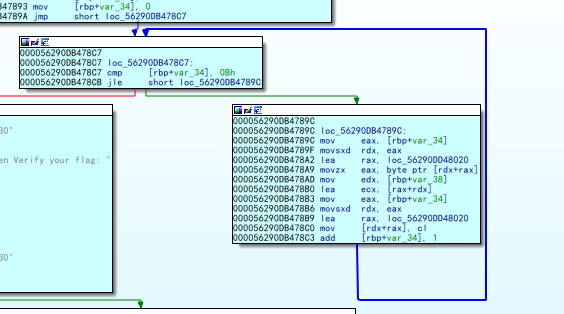 47893 mov     [rbp+var_34], 0
4789A jmp     short loc_56290DB478C7
000056290DB478C7
000056290DB478C7 loc_56290DB478C7:
000056290DB478C7 cmp     [rbp+var_34], 0Bh
000056290DB478CB jle     short loc_56290DB4789C
000056290DB4789C
000056290DB4789C loc_56290DB4789C:
000056290DB4789C mov     eax, [rbp+var_34]
000056290DB4789F movsxd  rdx, eax
000056290DB478A2 lea     rax, loc_56290DD48020
000056290DB478A9 movzx   eax, byte ptr [rdx+rax]
000056290DB478AD mov     edx, [rbp+var_38]
000056290DB478B0 lea     ecx, [rax+rdx]
000056290DB478B3 mov     eax, [rbp+var_34]
000056290DB478B6 movsxd  rdx, eax
000056290DB478B9 lea     rax, loc_56290DD48020
000056290DB478C0 mov     [rdx+rax], cl
000056290DB478C3 add     [rbp+var_34], 1
30"
en Verify your flag: "
30"